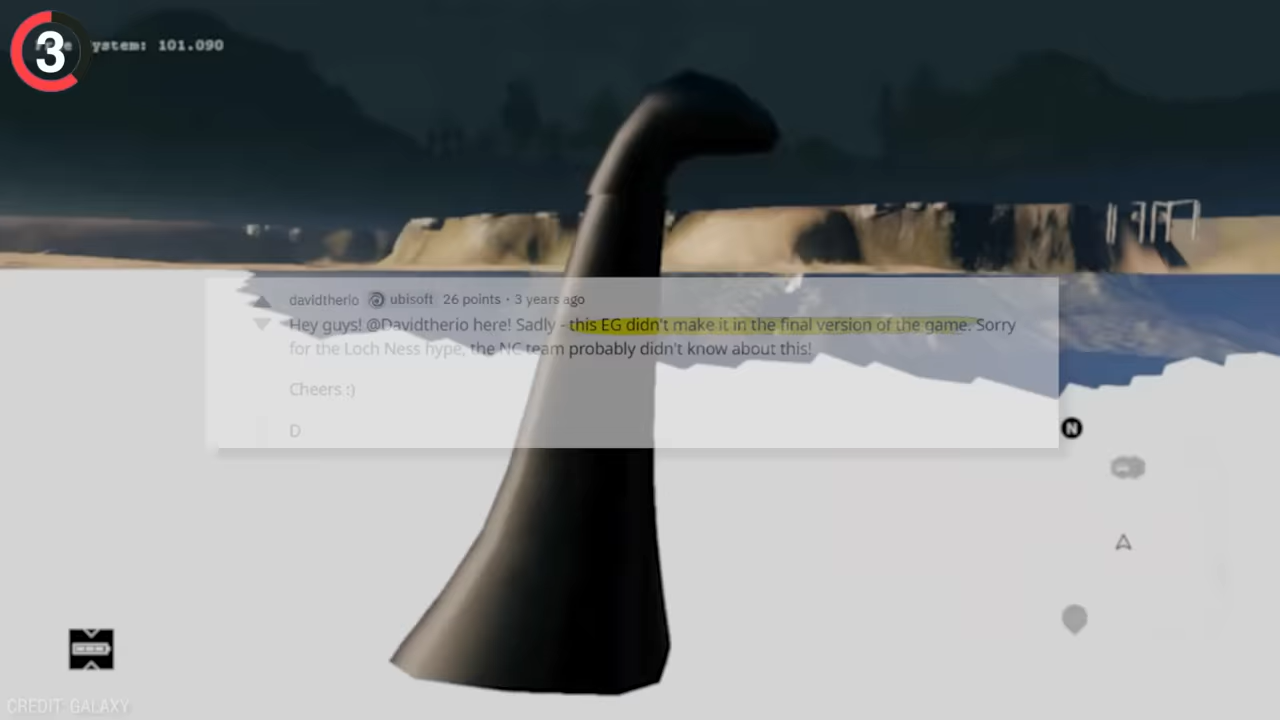 3
ystem: 101.090
davidtherio ubisoft 26 points · 3 years ago
Hey guys! @Davidtherio here! Sadly - this EG didn't make it in the final version of the game. Sorry
for the Loch Ness hype, the NC team probably didn't know about this!
Cheers :)
D
N
CREDIT: GALAXY